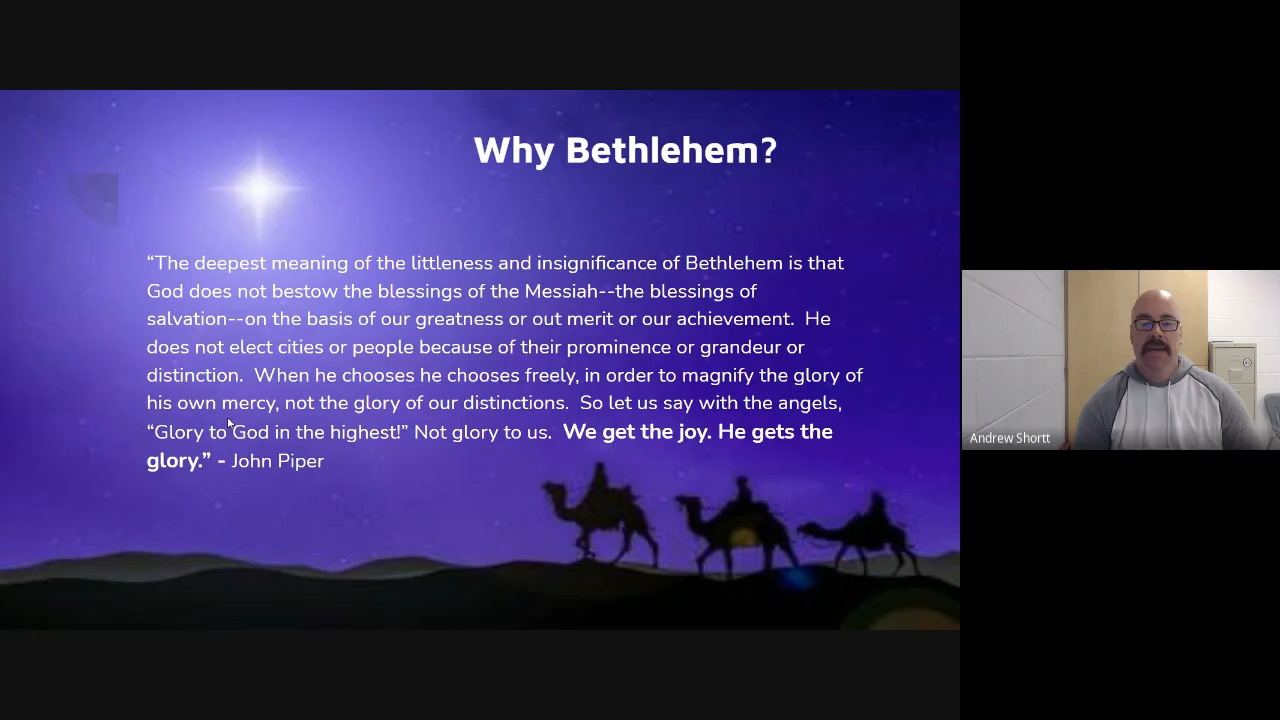 Why Bethlehem?
“The deepest meaning of the littleness and insignificance of Bethlehem is that
God does not bestow the blessings of the Messiah--the blessings of
salvation--on the basis of our greatness or out merit or our achievement.  He
does not elect cities or people because of their prominence or grandeur or
distinction.  When he chooses he chooses freely, in order to magnify the glory of
his own mercy, not the glory of our distinctions.  So let us say with the angels,
“Glory to God in the highest!” Not glory to us.  We get the joy. He gets the
glory.” - John Piper
Andrew Shortt